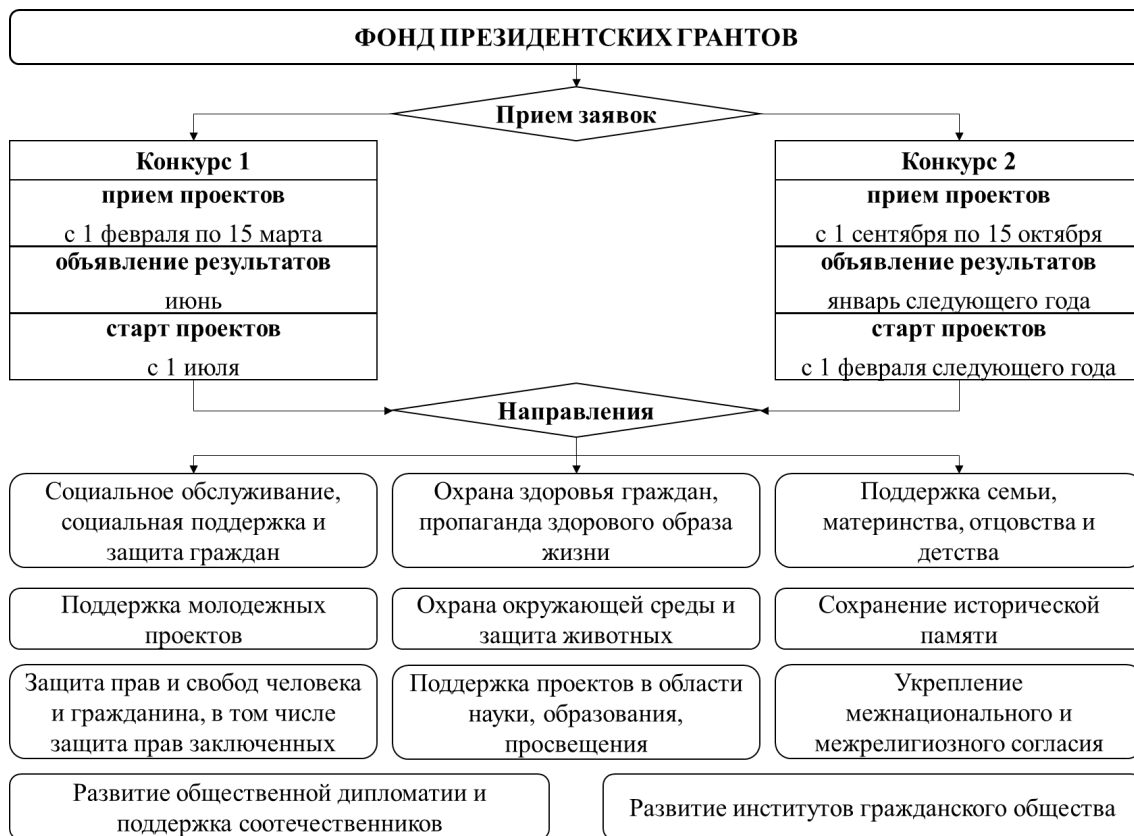 ФОНД ПРЕЗИДЕНТСКИХ ГРАНТОВ
Прием заявок
Конкурс 1
прием проектов
с 1 февраля по 15 марта
объявление результатов
июнь
старт проектов
с 1 июля
Конкурс 2
прием проектов
с 1 сентября по 15 октября
объявление результатов
январь следующего года
старт проектов
с 1 февраля следующего года
Направления
Социальное обслуживание,
социальная поддержка и
защита граждан
Охрана здоровья граждан,
пропаганда здорового образа
жизни
Поддержка семьи,
материнства, отцовства и
детства
Поддержка молодежных
проектов
Охрана окружающей среды и
защита животных
Сохранение исторической
памяти
Защита прав и свобод человека
и гражданина, в том числе
защита прав заключенных
Поддержка проектов в области
науки, образования,
просвещения
Укрепление
межнационального и
межрелигиозного согласия
Развитие общественной дипломатии и
поддержка соотечественников
Развитие институтов гражданского общества